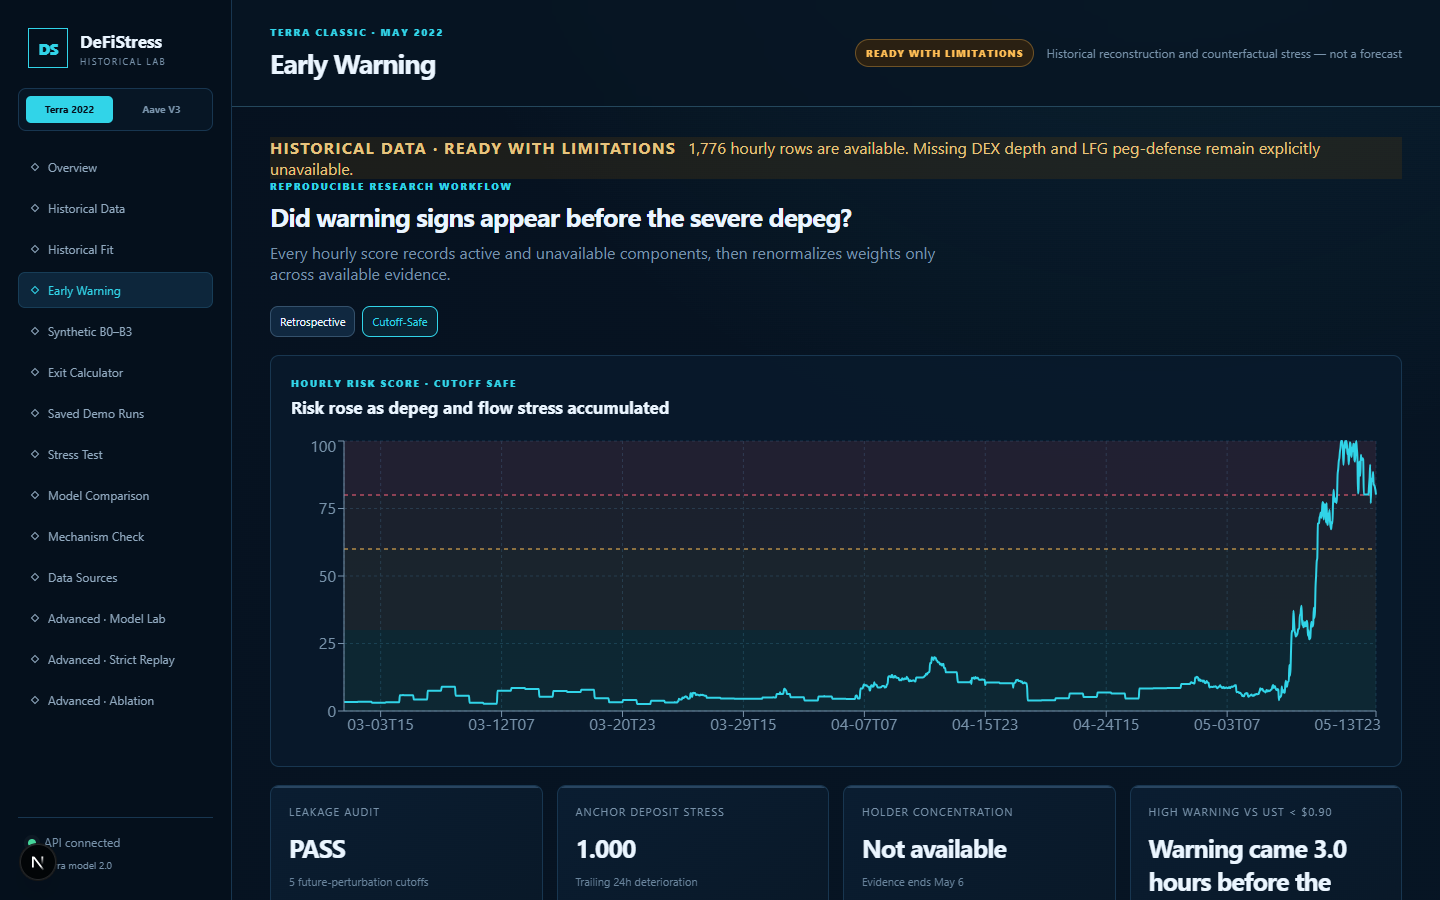 DS
DeFiStress
HISTORICAL LAB
Terra 2022
Aave V3
Overview
Historical Data
Historical Fit
Early Warning
Synthetic B0–B3
Exit Calculator
Saved Demo Runs
Stress Test
Model Comparison
Mechanism Check
Data Sources
Advanced · Model Lab
Advanced · Strict Replay
Advanced · Ablation
API connected
ra model 2.0
N
TERRA CLASSIC · MAY 2022
Early Warning
READY WITH LIMITATIONS
Historical reconstruction and counterfactual stress — not a forecast
HISTORICAL DATA · READY WITH LIMITATIONS 1,776 hourly rows are available. Missing DEX depth and LFG peg-defense remain explicitly
unavailable.
REPRODUCIBLE RESEARCH WORKFLOW
Did warning signs appear before the severe depeg?
Every hourly score records active and unavailable components, then renormalizes weights only
across available evidence.
Retrospective
Cutoff-Safe
HOURLY RISK SCORE · CUTOFF SAFE
Risk rose as depeg and flow stress accumulated
100
75
50
25
0
03-03T15 03-12T07 03-20T23 03-29T15 04-07T07 04-15T23 04-24T15 05-03T07 05-13T23
LEAKAGE AUDIT
PASS
5 future-perturbation cutoffs
ANCHOR DEPOSIT STRESS
1.000
Trailing 24h deterioration
HOLDER CONCENTRATION
Not available
Evidence ends May 6
HIGH WARNING VS UST < $0.90
Warning came 3.0
hours before the